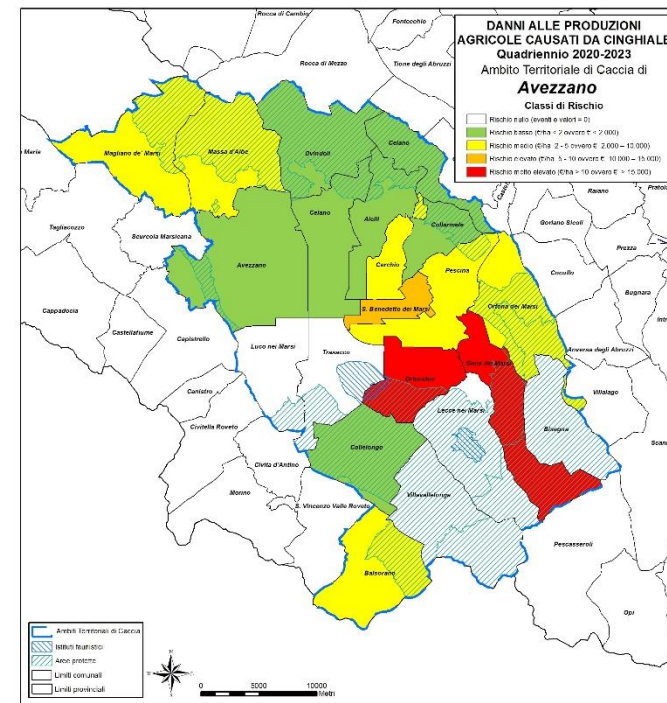 DANNI ALLE PRODUZIONI
AGRICOLE CAUSATI DA CINGHIALE
Quadriennio 2020-2023
Ambito Territoriale di Caccia di
Avezzano
Classi di Rischio
Rischio nullo (eventi o valori = 0)
Rischio basso (€/ha < 2 ovvero € < 2.000)
Rischio medio (€/ha 2 - 5 ovvero € 2.000 – 10.000)
Rischio elevato (€/ha 5 - 10 ovvero € 10.000 – 15.000)
Rischio molto elevato (€/ha > 10 ovvero € > 15.000)
Rocca di Cambio
Fontecchio
Rocca di Mezzo
Tione degli Abruzzi
Maria
Magliano de' Marsi
Massa d'Albe
Ovindoli
Celano
Raiano
Goriano Sicoli
Prezza
Tagliacozzo
Scurcola Marsicana
Celano
Aielli
Collarmele
Avezzano
Cerchio
Pescina
Cocullo
Bugnara
Cappadocia
S. Benedetto dei Marsi
Ortona dei Marsi
Castellafiume
Capistrello
Luco nei Marsi
Trasacco
Anversa degli Abruzzi
Ortucchio
Gioia dei Marsi
Villalago
Canistro
Lecce nei Marsi
Bisegna
Civitella Roveto
Collelongo
Civita d'Antino
Morino
Villavallelonga
S. Vincenzo Valle Roveto
Pescasseroli
Balsorano
Opi
Ambiti Territoriali di Caccia
Istituti faunistici
Aree protette
Limiti comunali
Limiti provinciali
0 5000 10000
Metri